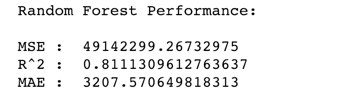 Random Forest Performance:
MSE :  49142299.26732975
R^2 :  0.8111309612763637
MAE :  3207.570649818313